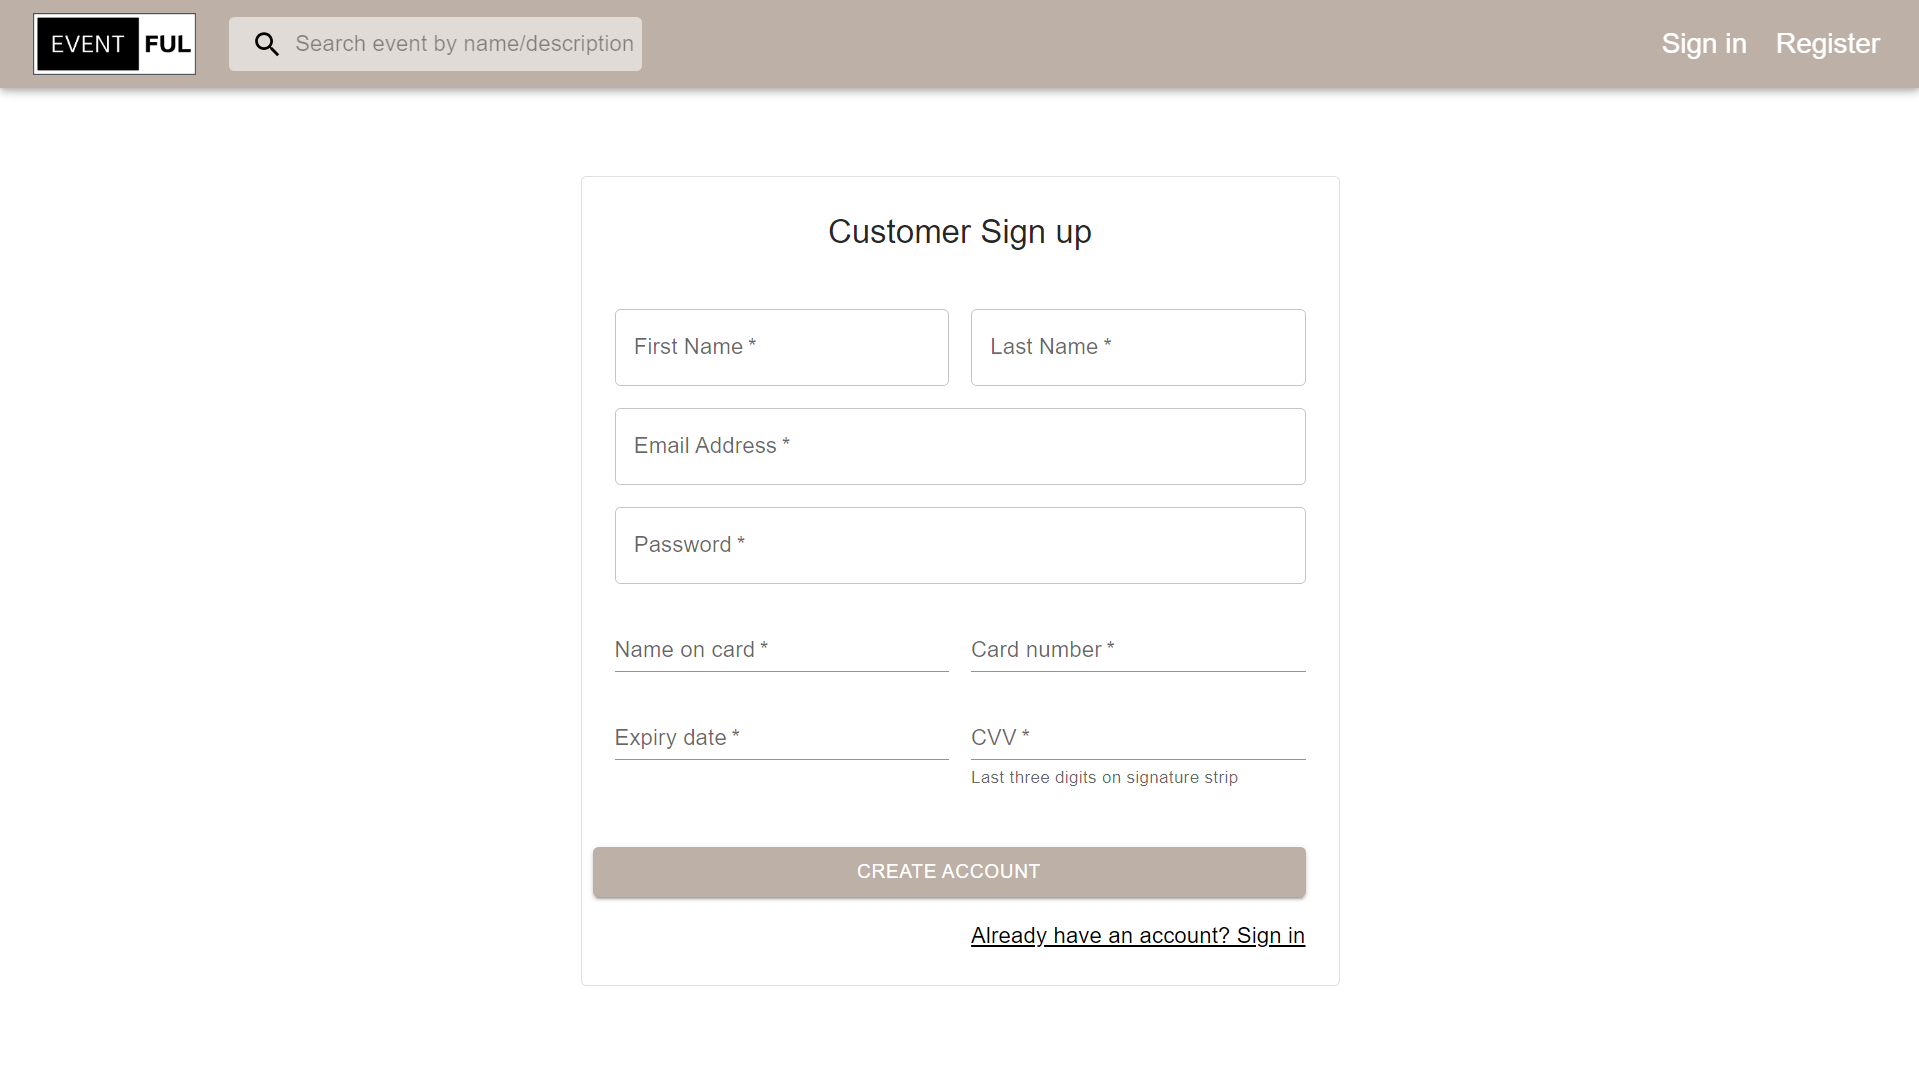 EVENT FUL
Search event by name/description
Sign in
Register
Customer Sign up
First Name *
Last Name *
Email Address *
Password *
Name on card *
Card number *
Expiry date *
CVV *
Last three digits on signature strip
CREATE ACCOUNT
Already have an account? Sign in